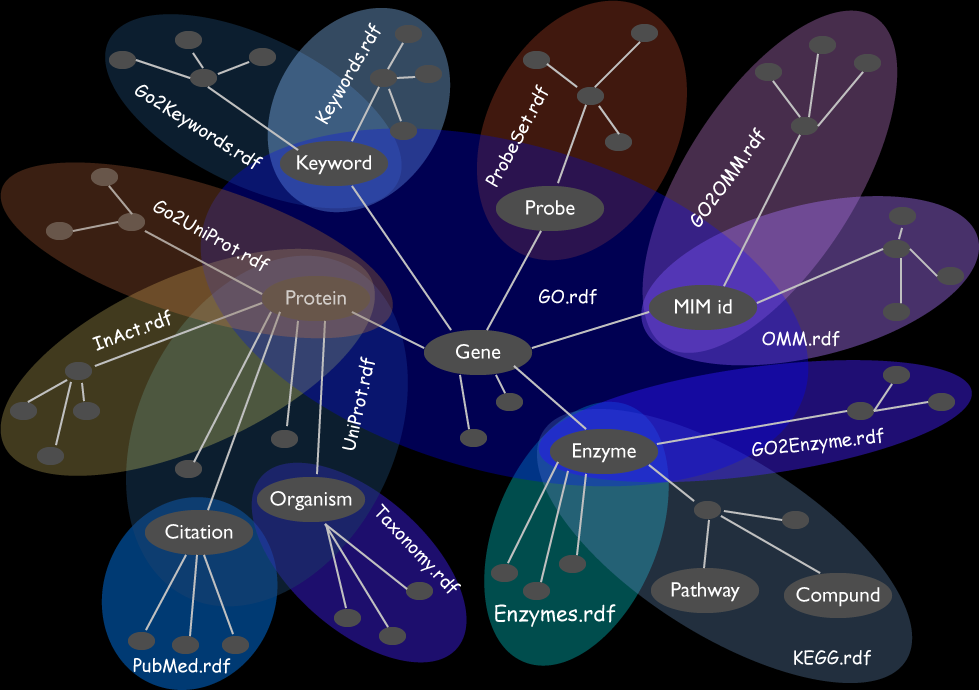 Keywords.rdf
Go2Keywords.rdf
Keyword
ProbeSet.rdf
Probe
GO2OMM.rdf
MIM id
OMM.rdf
Go2UniProt.rdf
Protein
GO.rdf
InAct.rdf
Gene
UniProt.rdf
Enzyme
GO2Enzyme.rdf
Organism
Citation
Taxonomy.rdf
Pathway
Compund
Enzymes.rdf
KEGG.rdf
PubMed.rdf